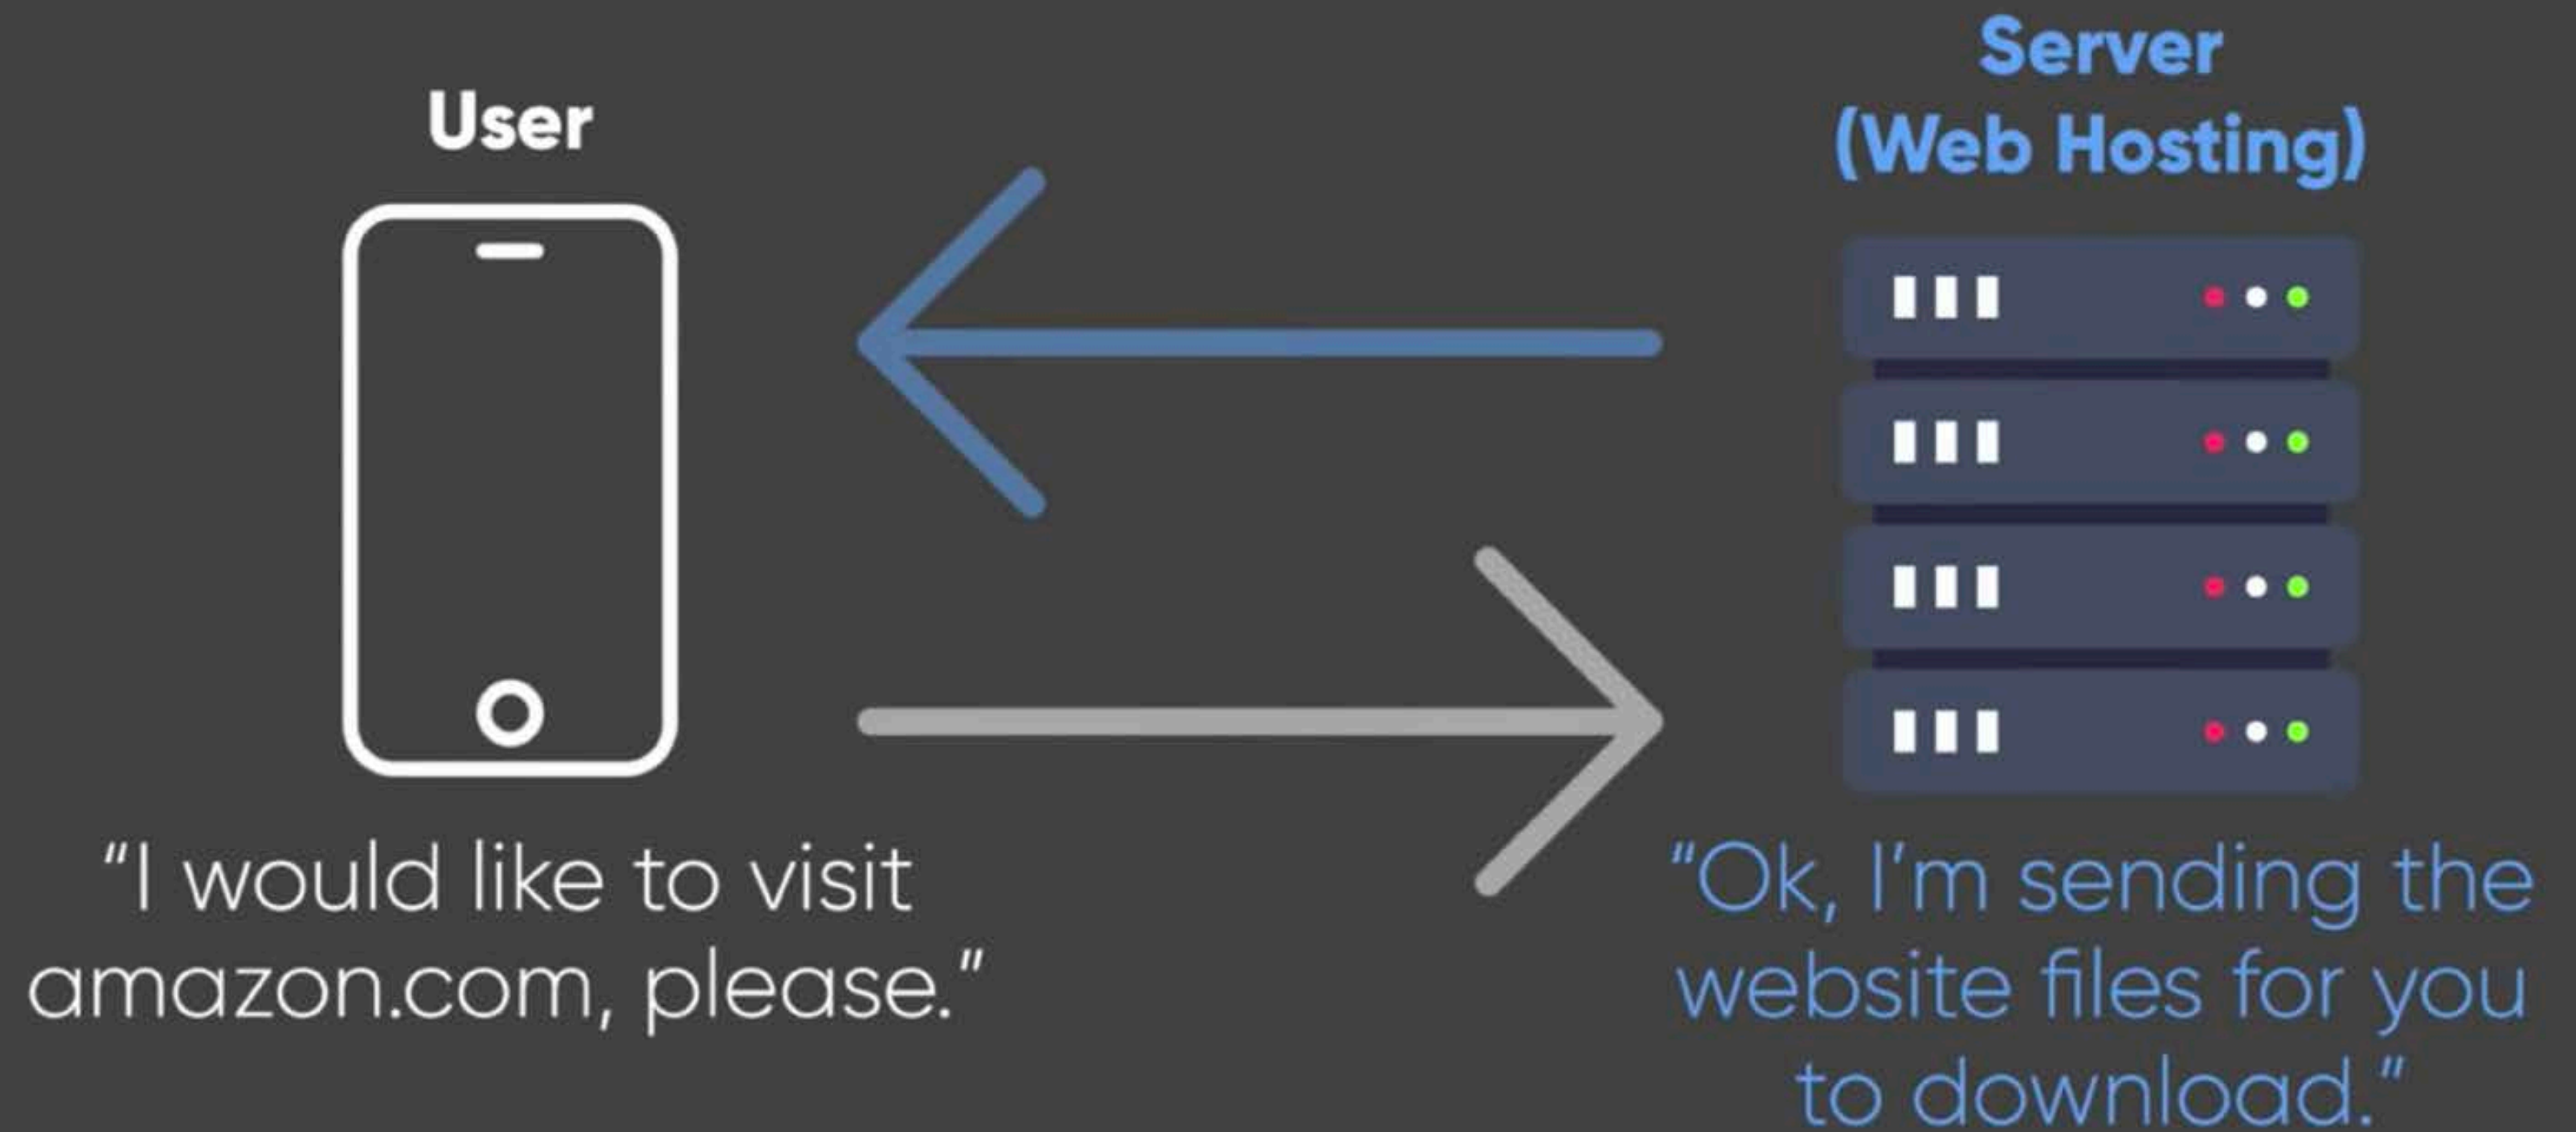 User
“I would like to visit
amazon.com, please.”
Server
(Web Hosting)
“Ok, I’m sending the
website files for you
to download.”